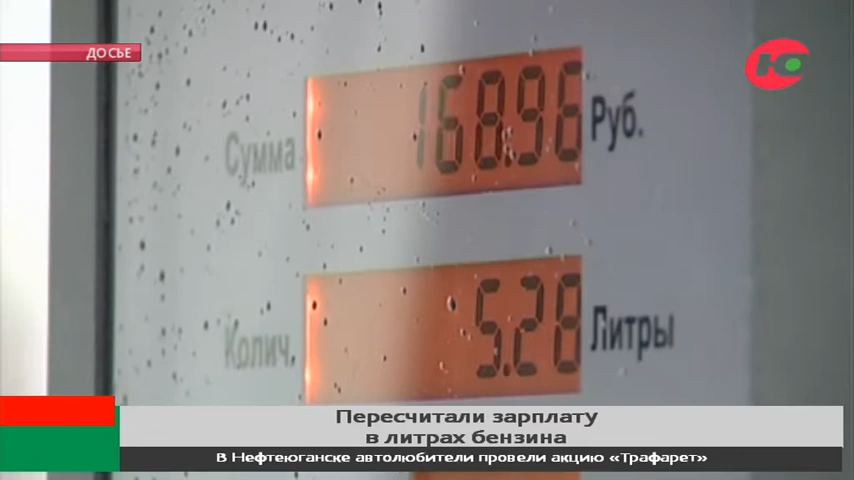 ДОСЬЕ
Ю
Сумма 168.96 Руб.
Колич. 5.28 Литры
Пересчитали зарплату
в литрах бензина
В Нефтеюганске автолюбители провели акцию «Трафарет»